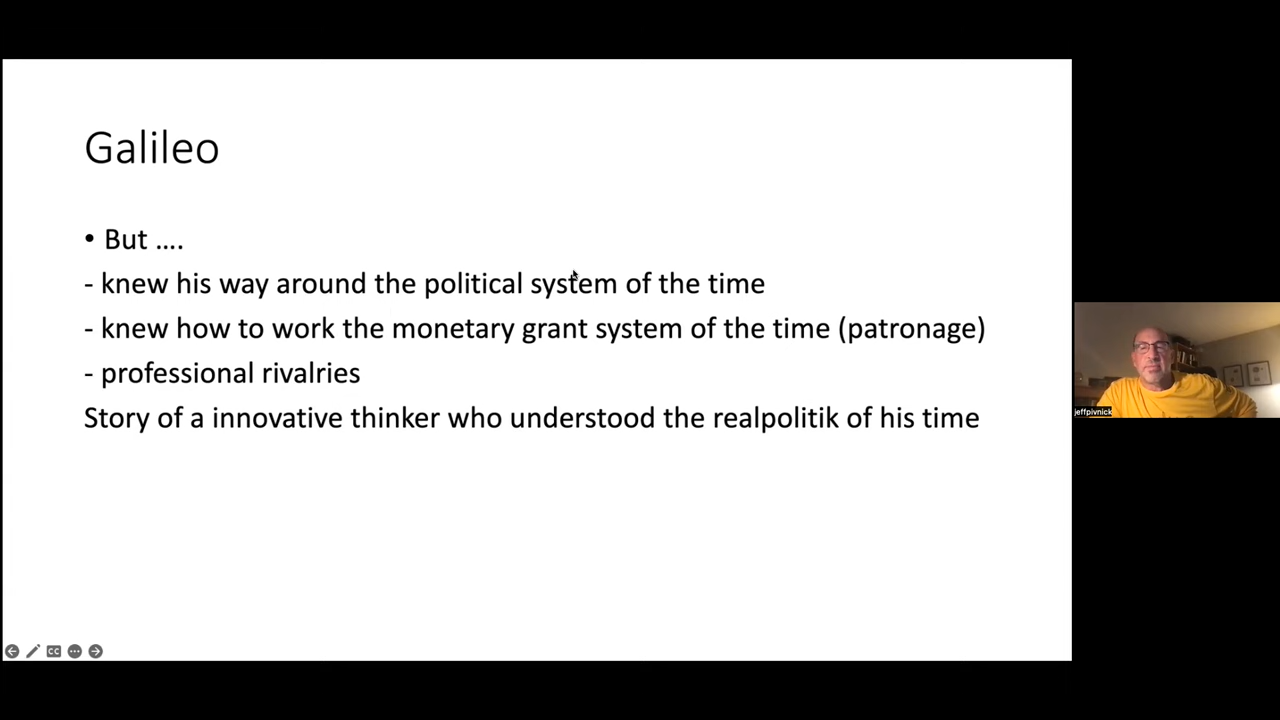 Galileo
• But ....
- knew his way around the political system of the time
- knew how to work the monetary grant system of the time (patronage)
- professional rivalries
Story of a innovative thinker who understood the realpolitik of his time
jeffpivnick
CC